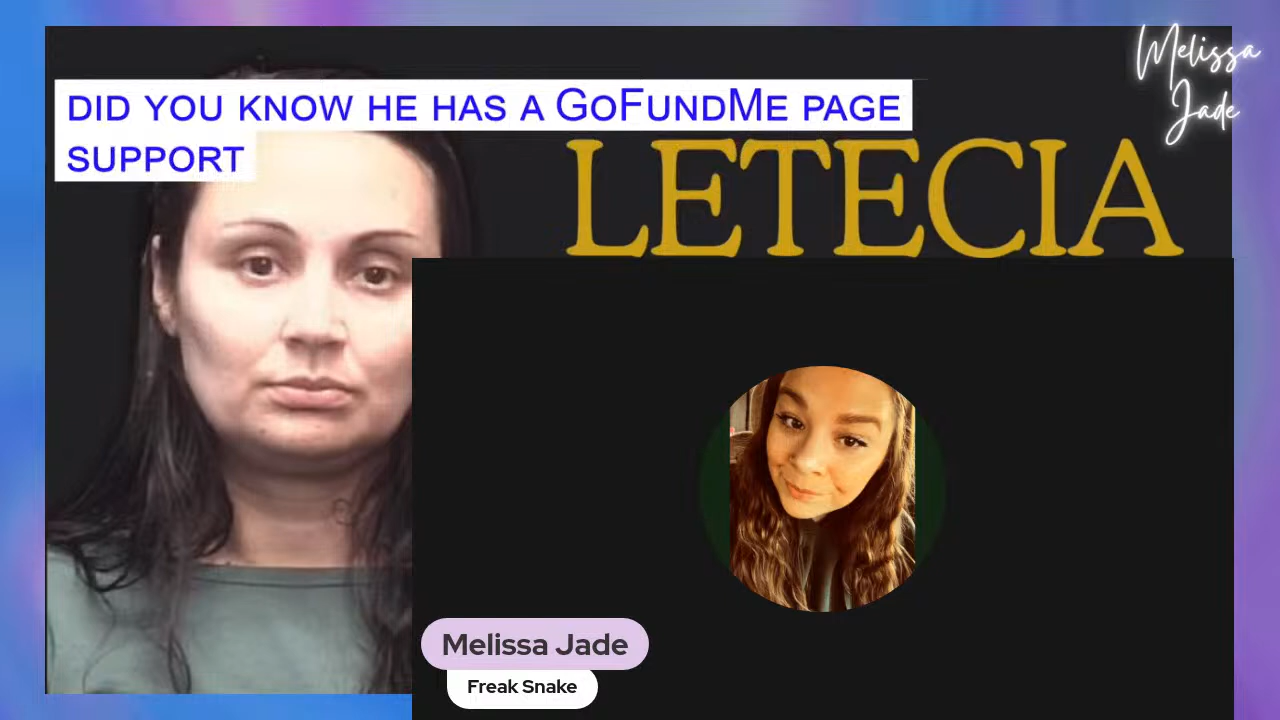 Melissa
Jade
DID YOU KNOW HE HAS A GOFUNDME PAGE
SUPPORT
LETECIA
Melissa Jade
Freak Snake